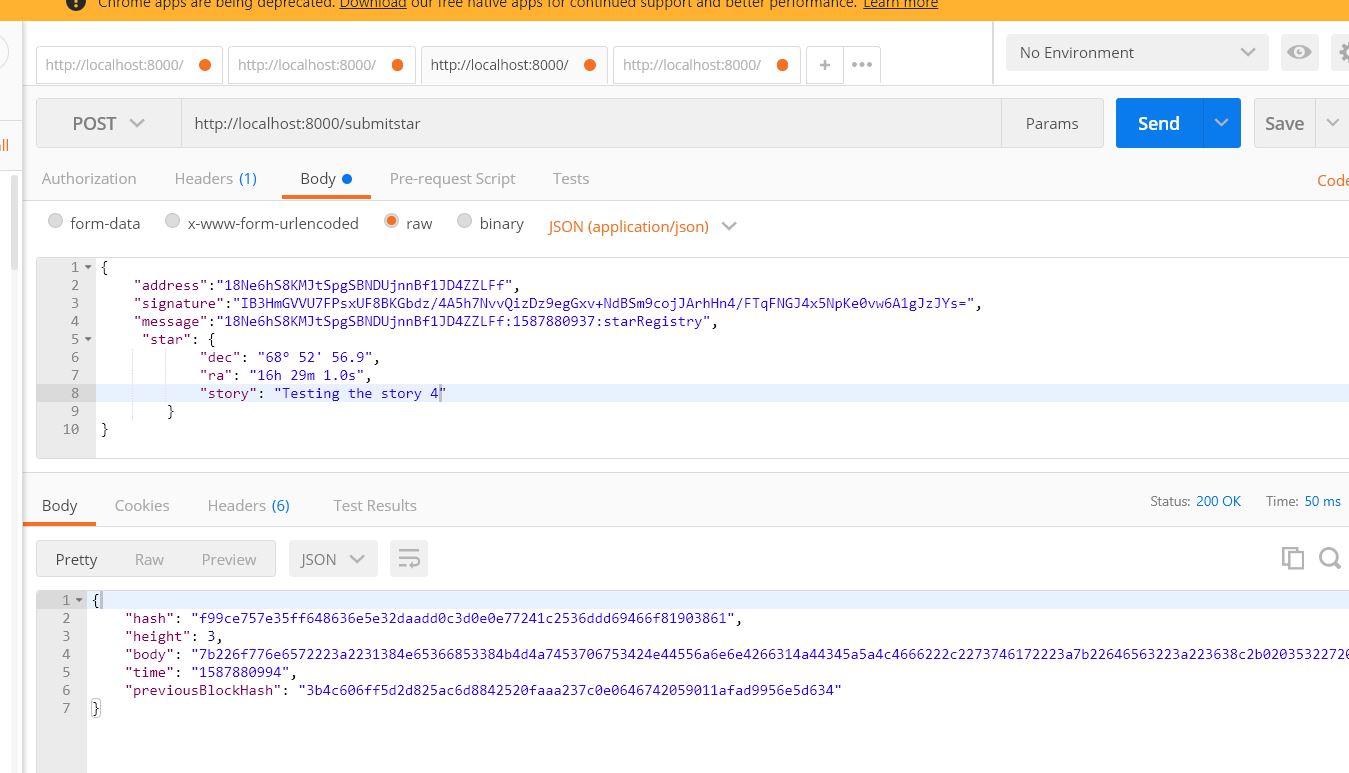 Chrome apps are being deprecated. Download our free native apps for continued support and better performance. Learn more
http://localhost:8000/ http://localhost:8000/ http://localhost:8000/ http://localhost:8000/ + ••• No Environment
POST http://localhost:8000/submitstar Params Send Save
ll
Authorization Headers (1) Body Pre-request Script Tests Code
form-data x-www-form-urlencoded raw binary JSON (application/json)
1 {
2 "address":"18Ne6hS8KMJtSpgSBNDUjnnBf1JD4ZZLFf",
3 "signature":"IB3HmGVVU7FPsxUF8BKGbdz/4A5h7NvvQizDz9egGxv+NdBSm9cojJArhHn4/FTqFNGJ4x5NpKe0vw6A1gJzJYs=",
4 "message":"18Ne6hS8KMJtSpgSBNDUjnnBf1JD4ZZLFf:1587880937:starRegistry",
5 "star": {
6 "dec": "68° 52' 56.9",
7 "ra": "16h 29m 1.0s",
8 "story": "Testing the story 4"
9 }
10 }
Body Cookies Headers (6) Test Results Status: 200 OK Time: 50 ms
Pretty Raw Preview JSON
1 {
2 "hash": "f99ce757e35ff648636e5e32daadd0c3d0e0e77241c2536ddd69466f81903861",
3 "height": 3,
4 "body": "7b226f776e6572223a2231384e65366853384b4d4a7453706753424e44556a6e6e4266314a44345a5a4c4666222c2273746172223a7b22646563223a223638c2b02035322720
5 "time": "1587880994",
6 "previousBlockHash": "3b4c606ff5d2d825ac6d8842520faaa237c0e0646742059011afad9956e5d634"
7 }